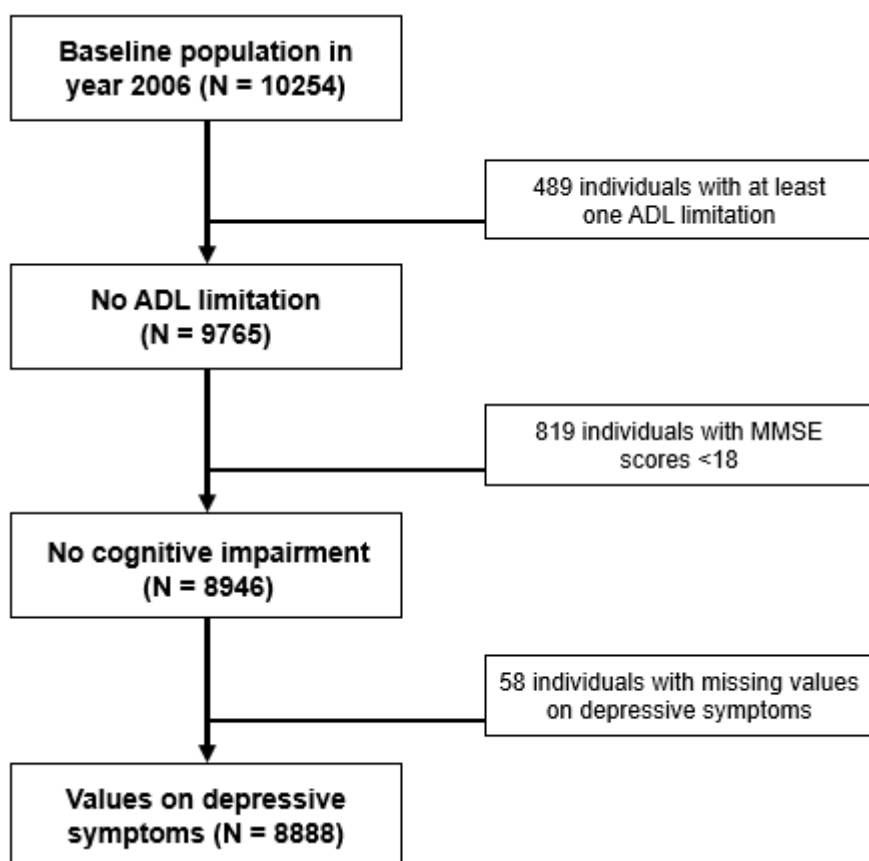 Baseline population in
year 2006 (N = 10254)
489 individuals with at least
one ADL limitation
No ADL limitation
(N = 9765)
819 individuals with MMSE
scores <18
No cognitive impairment
(N = 8946)
58 individuals with missing values
on depressive symptoms
Values on depressive
symptoms (N = 8888)